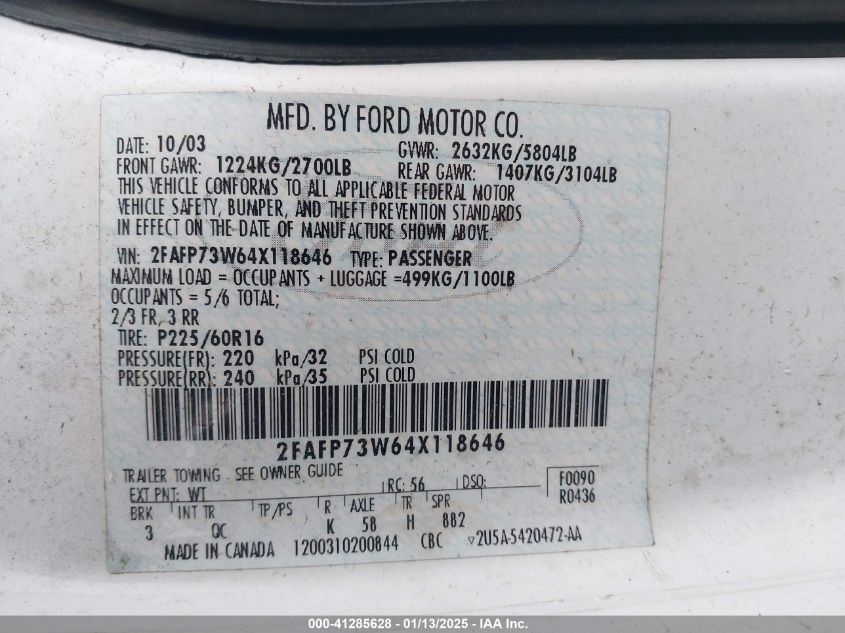 MFD. BY FORD MOTOR CO.
DATE: 10/03 GVWR: 2632KG/5804LB
FRONT GAWR: 1224KG/2700LB REAR GAWR: 1407KG/3104LB
THIS VEHICLE CONFORMS TO ALL APPLICABLE FEDERAL MOTOR
VEHICLE SAFETY, BUMPER, AND THEFT PREVENTION STANDARDS
IN EFFECT ON THE DATE OF MANUFACTURE SHOWN ABOVE.
VIN: 2FAFP73W64X118646 TYPE: PASSENGER
MAXIMUM LOAD = OCCUPANTS + LUGGAGE =499KG/1100LB
OCCUPANTS = 5/6 TOTAL;
2/3 FR, 3 RR
TIRE: P225/60R16
PRESSURE(FR): 220 kPa/32 PSI COLD
PRESSURE(RR): 240 kPa/35 PSI COLD
2FAFP73W64X118646
TRAILER TOWING - SEE OWNER GUIDE
EXT PNT: WT RC: 56 DSO: F0090
R0436
BRK INT TR TP/PS R AXLE TR SPR
3 OC K 58 H 882
MADE IN CANADA 1200310200844 CBC ▽2U5A-5420472-AA
000-41285628 - 01/13/2025 - IAA Inc.